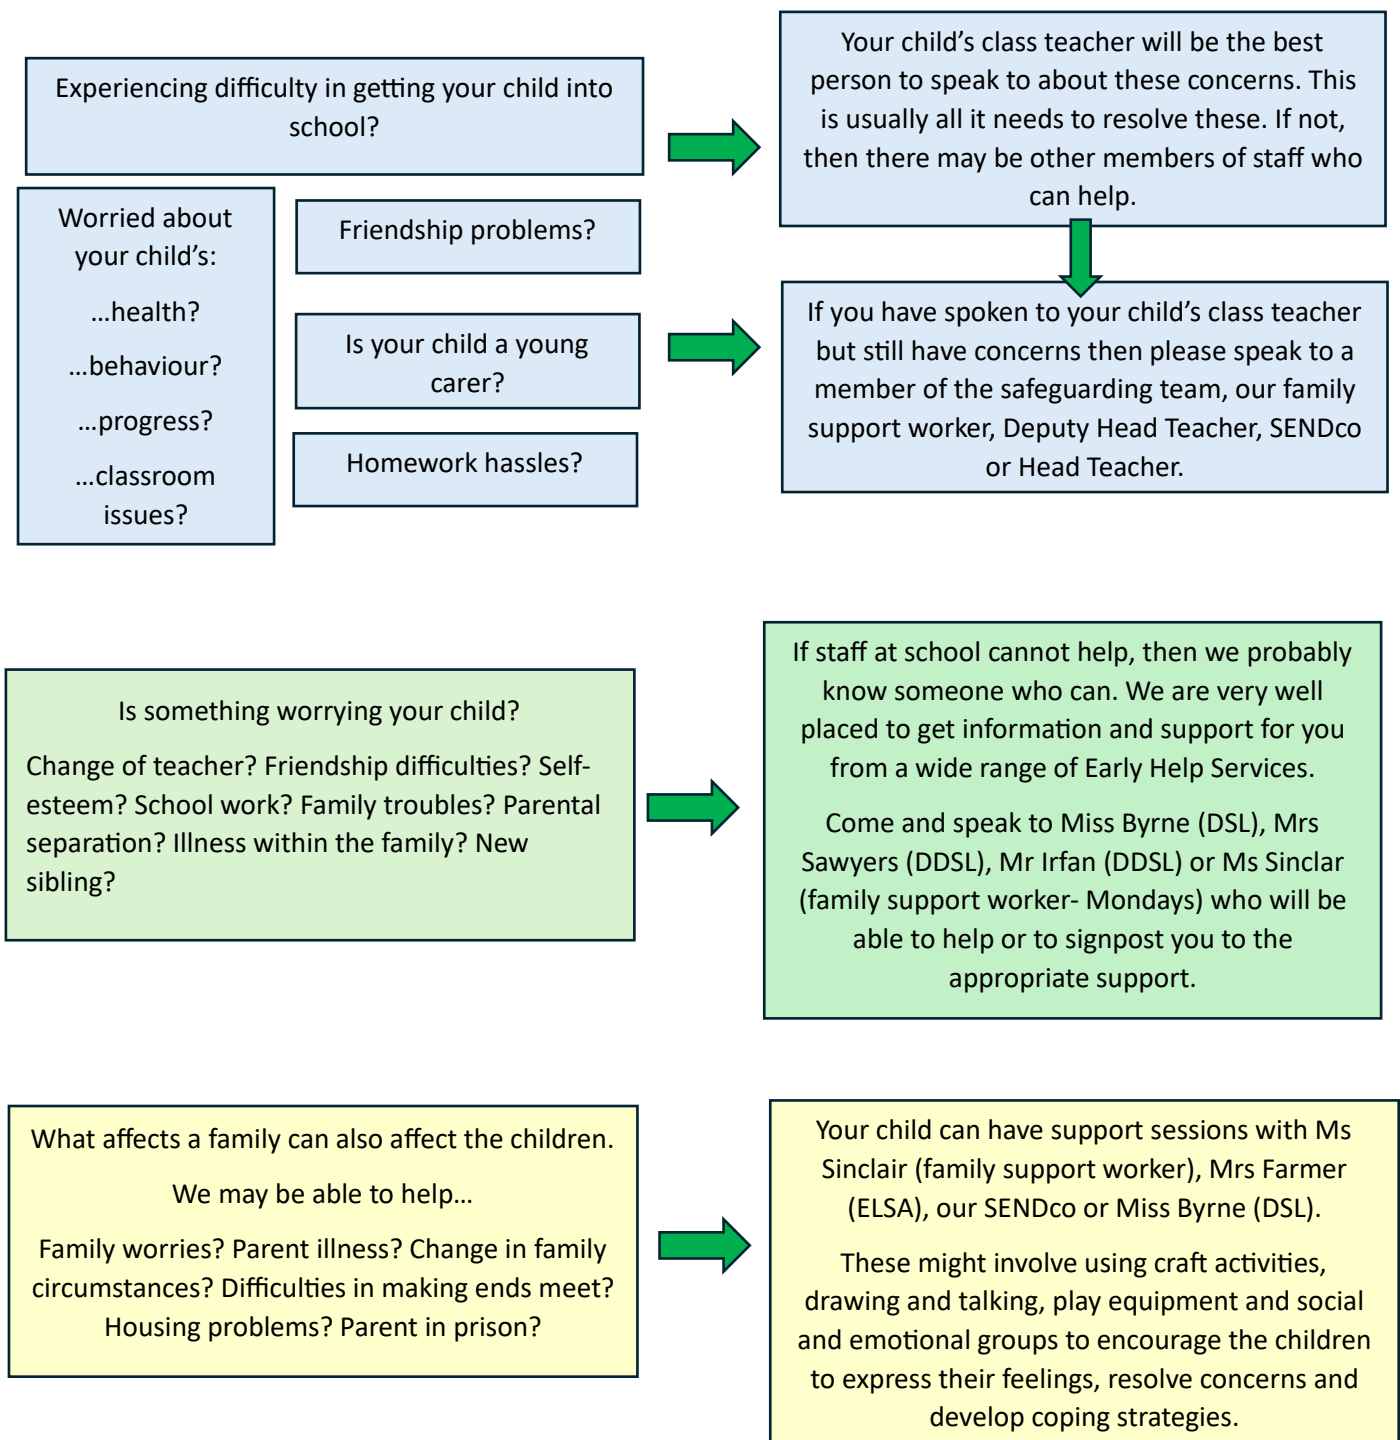 Experiencing difficulty in getting your child into
school?
Your child’s class teacher will be the best
person to speak to about these concerns. This
is usually all it needs to resolve these. If not,
then there may be other members of staff who
can help.
Worried about
your child’s:
…health?
…behaviour?
…progress?
…classroom
issues?
Friendship problems?
Is your child a young
carer?
Homework hassles?
If you have spoken to your child’s class teacher
but still have concerns then please speak to a
member of the safeguarding team, our family
support worker, Deputy Head Teacher, SENDco
or Head Teacher.
Is something worrying your child?
Change of teacher? Friendship difficulties? Self-
esteem? School work? Family troubles? Parental
separation? Illness within the family? New
sibling?
If staff at school cannot help, then we probably
know someone who can. We are very well
placed to get information and support for you
from a wide range of Early Help Services.
Come and speak to Miss Byrne (DSL), Mrs
Sawyers (DDSL), Mr Irfan (DDSL) or Ms Sinclar
(family support worker- Mondays) who will be
able to help or to signpost you to the
appropriate support.
What affects a family can also affect the children.
We may be able to help…
Family worries? Parent illness? Change in family
circumstances? Difficulties in making ends meet?
Housing problems? Parent in prison?
Your child can have support sessions with Ms
Sinclair (family support worker), Mrs Farmer
(ELSA), our SENDco or Miss Byrne (DSL).
These might involve using craft activities,
drawing and talking, play equipment and social
and emotional groups to encourage the children
to express their feelings, resolve concerns and
develop coping strategies.